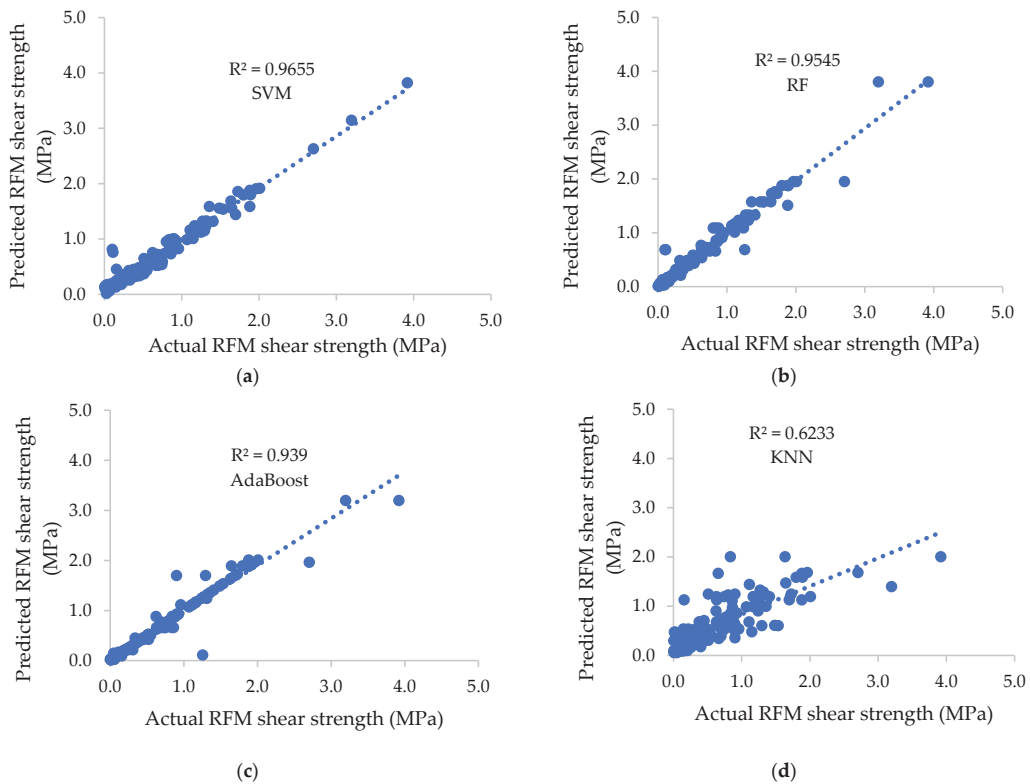 5.0
4.0
3.0
2.0
1.0
0.0
0.0
1.0
2.0
3.0
4.0
5.0
Predicted RFM shear strength
(MPa)
Actual RFM shear strength (MPa)
R² = 0.9655
SVM
(a)
5.0
4.0
3.0
2.0
1.0
0.0
0.0
1.0
2.0
3.0
4.0
5.0
Predicted RFM shear strength
(MPa)
Actual RFM shear strength (MPa)
R² = 0.9545
RF
(b)
5.0
4.0
3.0
2.0
1.0
0.0
0.0
1.0
2.0
3.0
4.0
5.0
Predicted RFM shear strength
(MPa)
Actual RFM shear strength (MPa)
R² = 0.939
AdaBoost
(c)
5.0
4.0
3.0
2.0
1.0
0.0
0.0
1.0
2.0
3.0
4.0
5.0
Predicted RFM shear strength
(MPa)
Actual RFM shear strength (MPa)
R² = 0.6233
KNN
(d)